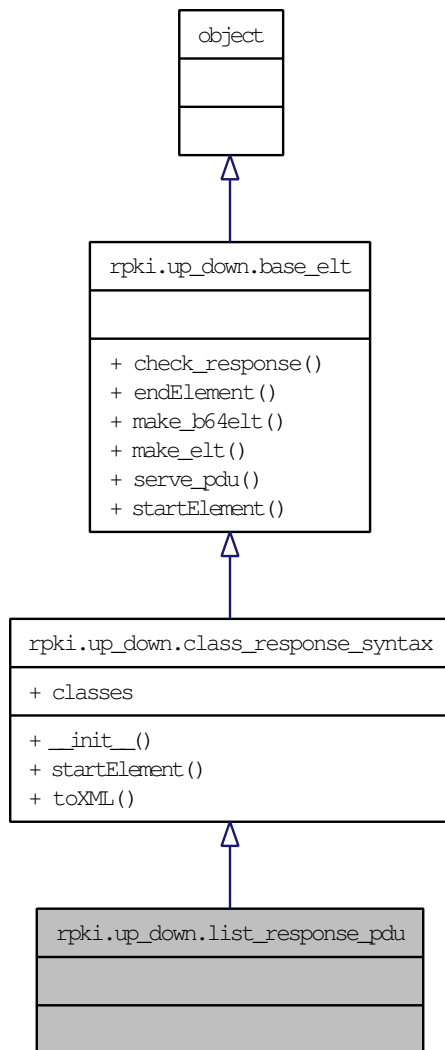 object
rpki.up_down.base_elt
+ check_response()
+ endElement()
+ make_b64elt()
+ make_elt()
+ serve_pdu()
+ startElement()
rpki.up_down.class_response_syntax
+ classes
+ __init__()
+ startElement()
+ toXML()
rpki.up_down.list_response_pdu